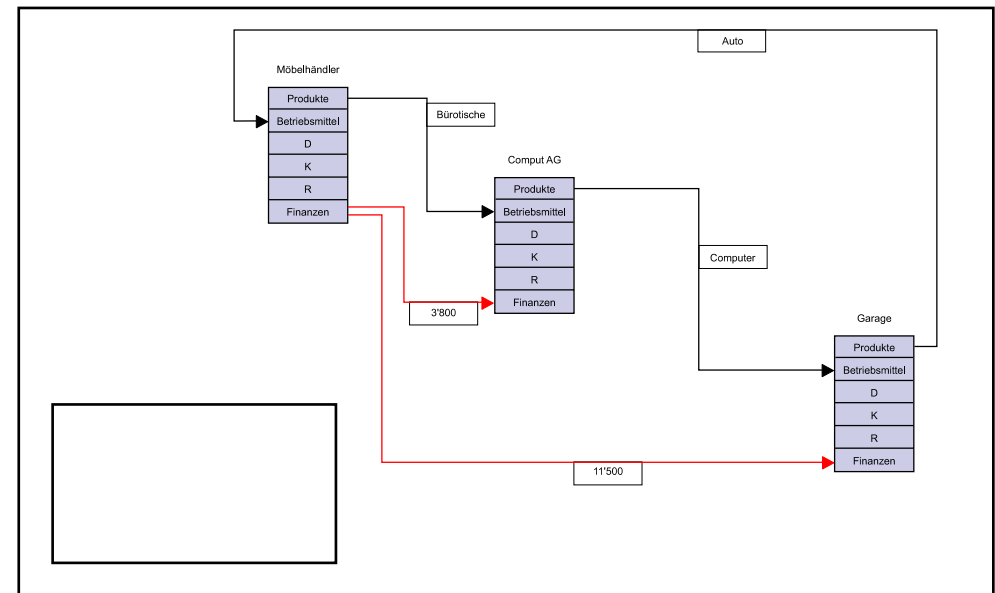 Auto
Möbelhändler
Produkte
Betriebsmittel
D
K
R
Finanzen
Bürotische
Comput AG
Produkte
Betriebsmittel
D
K
R
Finanzen
Computer
3'800
Garage
Produkte
Betriebsmittel
D
K
R
Finanzen
11'500